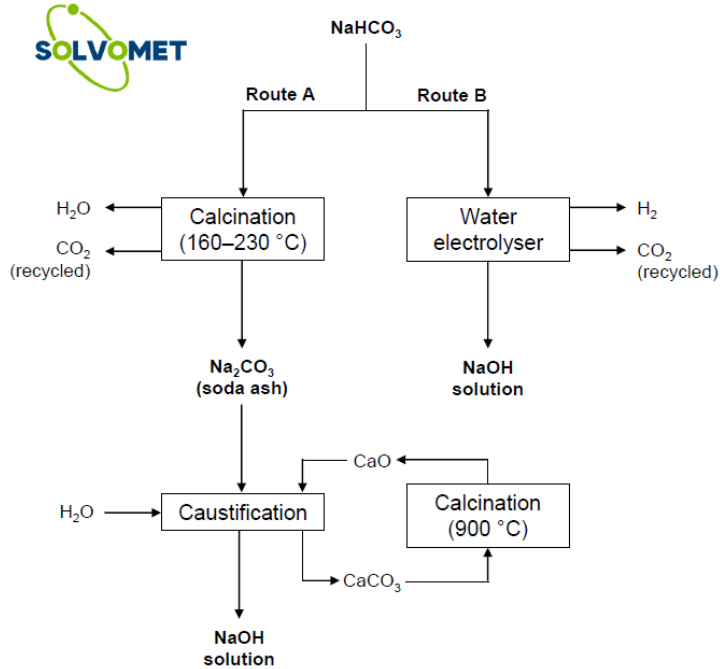 SOLVOMET
NaHCO₃
Route A
Route B
H₂O
CO₂
(recycled)
Calcination
(160–230 °C)
Water
electrolyser
H₂
CO₂
(recycled)
Na₂CO₃
(soda ash)
NaOH
solution
CaO
H₂O
Caustification
Calcination
(900 °C)
CaCO₃
NaOH
solution